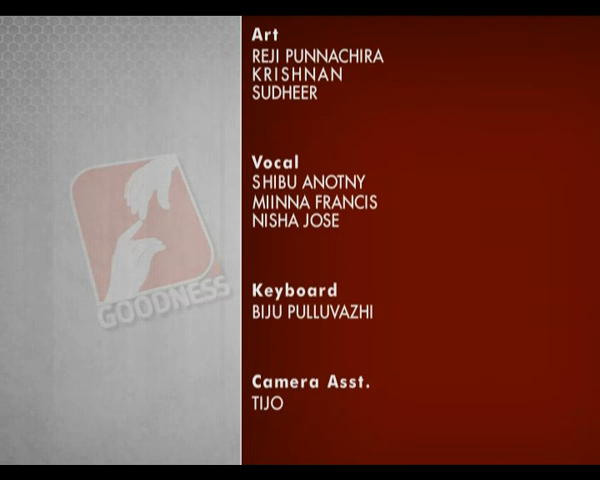 Art
REJI PUNNACHIRA
KRISHNAN
SUDHEER
Vocal
SHIBU ANOTNY
MIINNA FRANCIS
NISHA JOSE
Keyboard
BIJU PULLUVAZHI
Camera Asst.
TIJO
GOODNESS